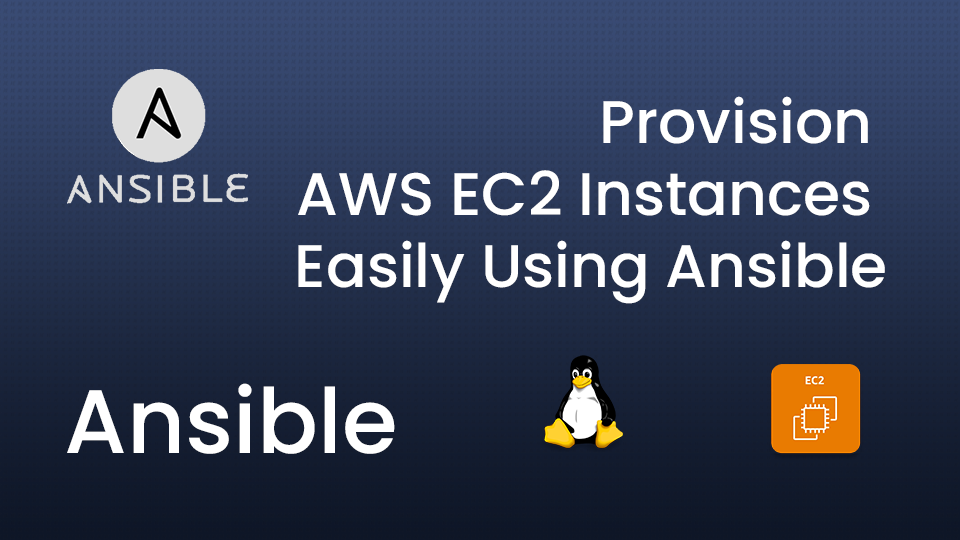 ANSIBLE
Provision
AWS EC2 Instances
Easily Using Ansible
Ansible
EC2